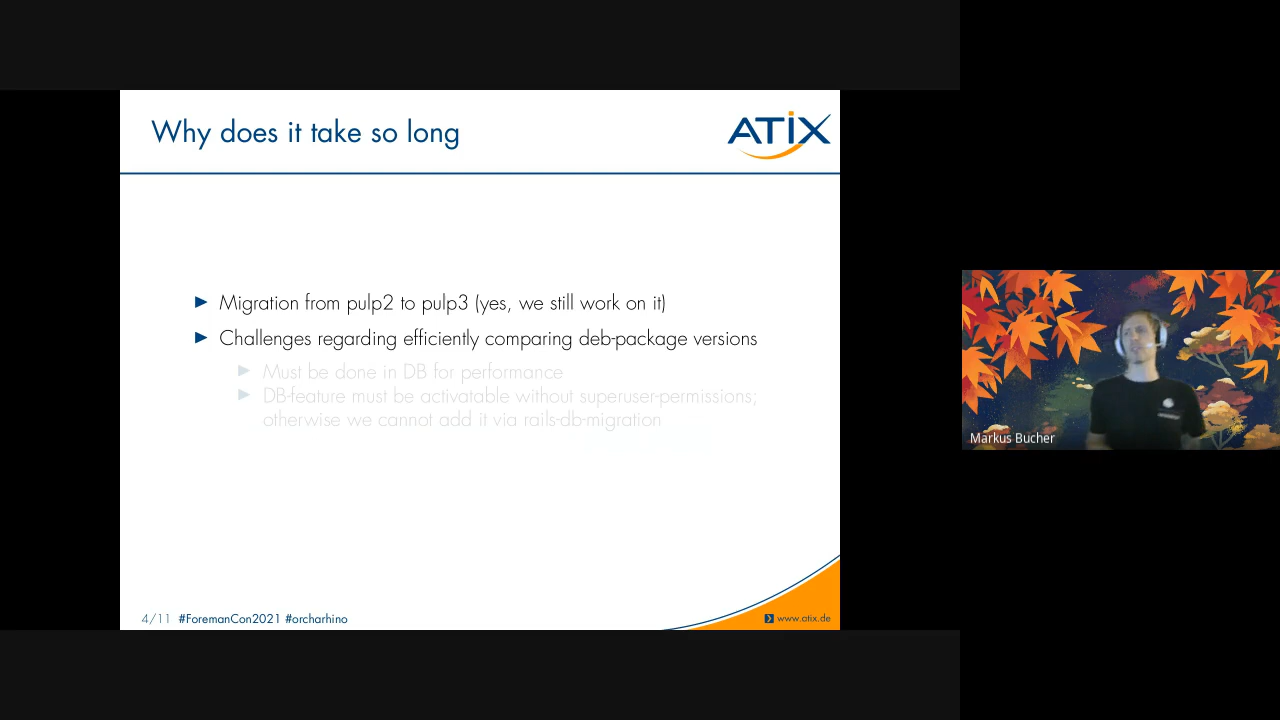 Why does it take so long
ATIX
Migration from pulp2 to pulp3 (yes, we still work on it)
Challenges regarding efficiently comparing deb-package versions
Must be done in DB for performance
DB-feature must be activatable without superuser-permissions;
otherwise we cannot add it via rails-db-migration
4/11 #ForemanCon2021 #orcharhino
www.atix.de
Markus Bucher